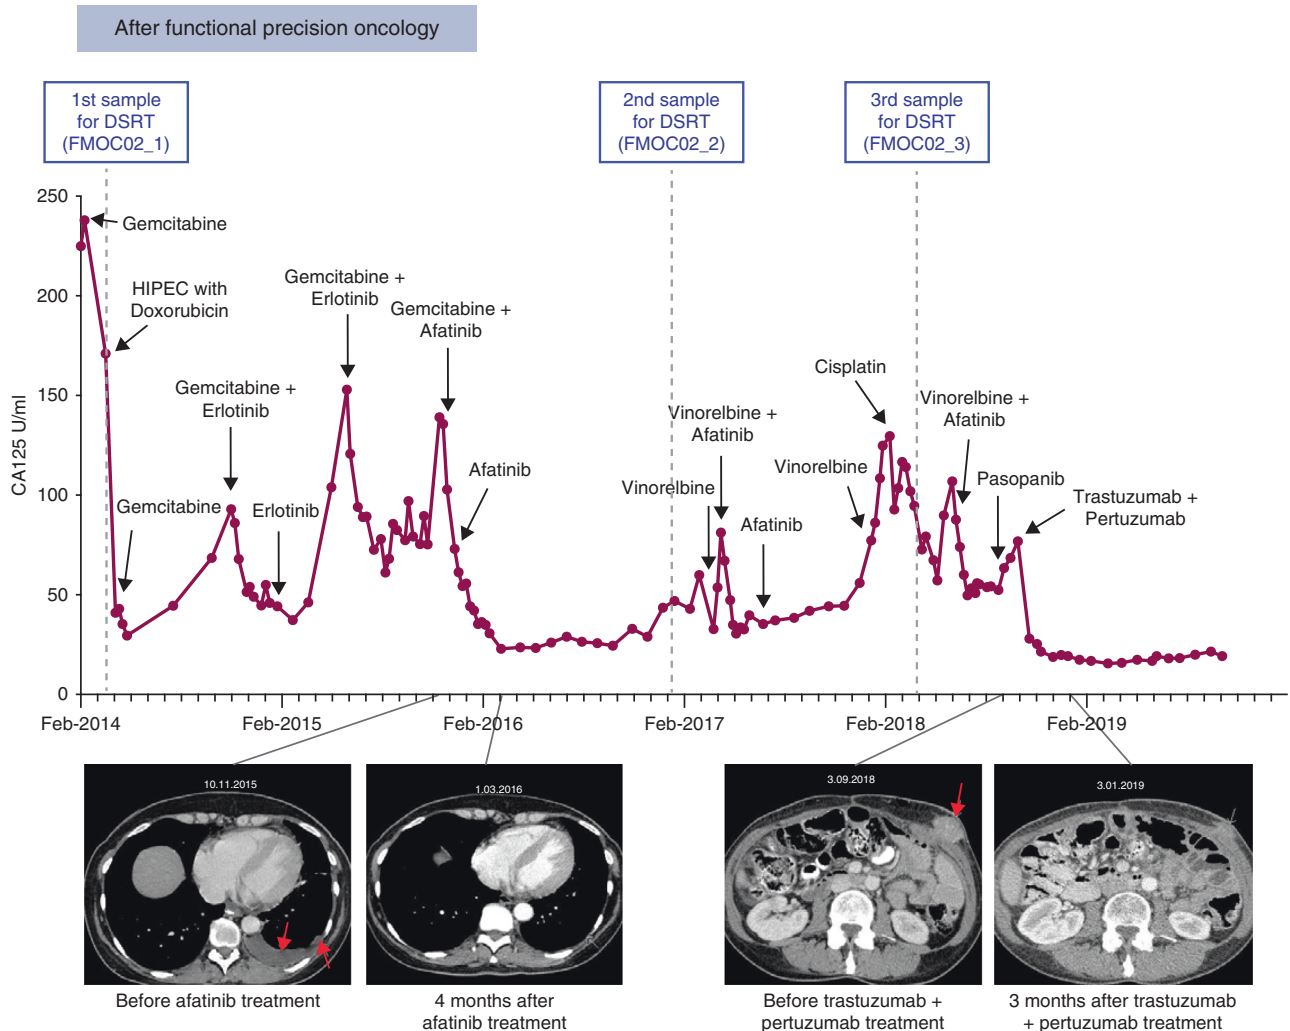 After functional precision oncology
1st sample
for DSRT
(FMOC02_1)
2nd sample
for DSRT
(FMOC02_2)
3rd sample
for DSRT
(FMOC02_3)
CA125 U/ml
250
200
150
100
50
0
Gemcitabine
HIPEC with
Doxorubicin
Gemcitabine
Gemcitabine +
Erlotinib
Erlotinib
Gemcitabine +
Erlotinib
Gemcitabine +
Afatinib
Afatinib
Vinorelbine
Vinorelbine +
Afatinib
Afatinib
Vinorelbine
Cisplatin
Vinorelbine +
Afatinib
Pasopanib
Trastuzumab +
Pertuzumab
Feb-2014
Feb-2015
Feb-2016
Feb-2017
Feb-2018
Feb-2019
10.11.2015
1.03.2016
3.09.2018
3.01.2019
Before afatinib treatment
4 months after
afatinib treatment
Before trastuzumab +
pertuzumab treatment
3 months after trastuzumab
+ pertuzumab treatment